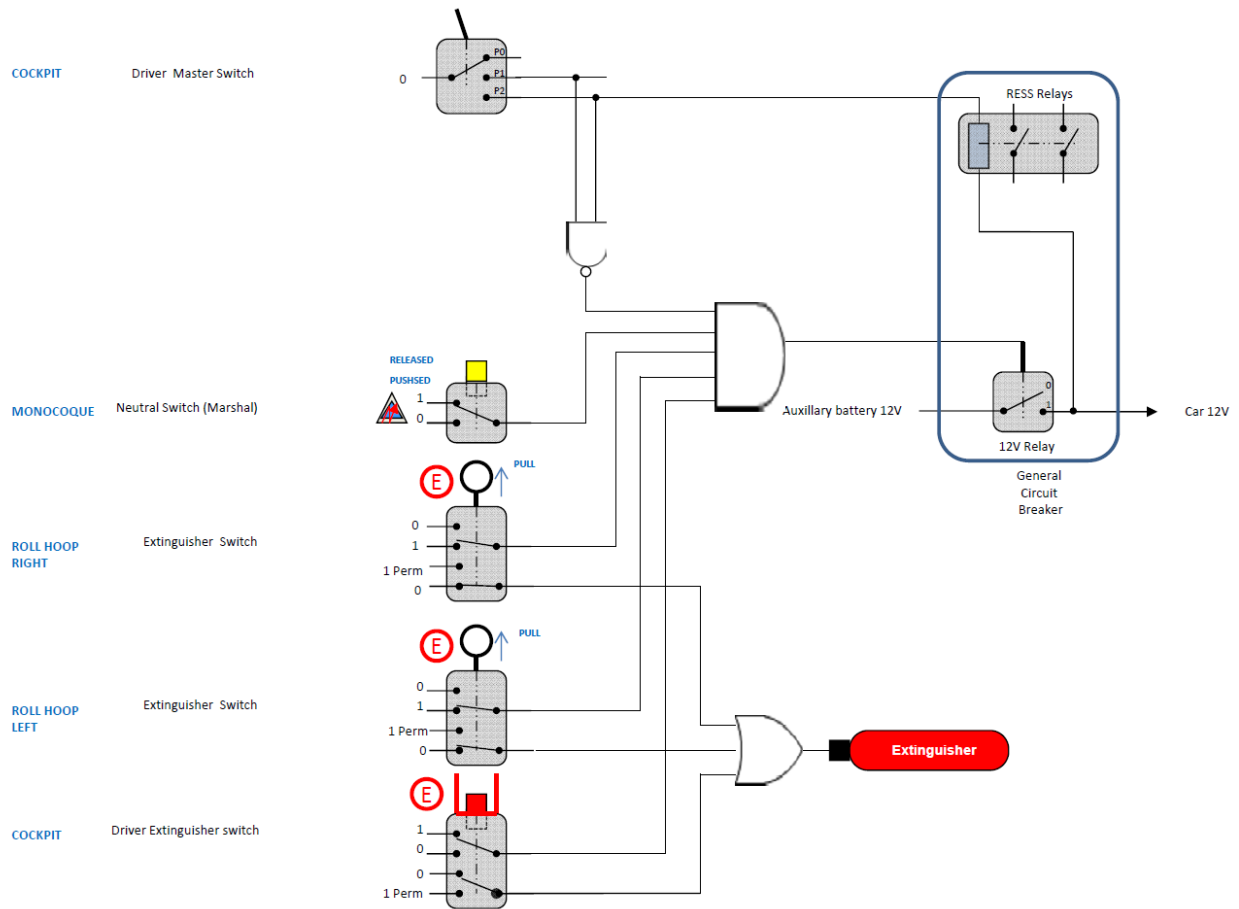 COCKPIT Driver Master Switch
0
P0
P1
P2
RESS Relays
RELEASED
PUSHSED
MONOCOQUE Neutral Switch (Marshal)
1
0
Auxillary battery 12V
0
1
Car 12V
12V Relay
General
Circuit
Breaker
E
PULL
ROLL HOOP
RIGHT
Extinguisher Switch
0
1
1 Perm
0
E
PULL
ROLL HOOP
LEFT
Extinguisher Switch
0
1
1 Perm
0
Extinguisher
E
COCKPIT Driver Extinguisher switch
1
0
0
1 Perm